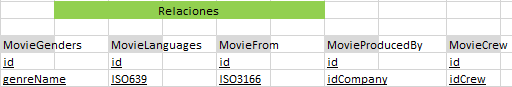 Relaciones
MovieGenders MovieLanguages MovieFrom MovieProducedBy MovieCrew
id id id id id
genreName ISO639 ISO3166 idCompany idCrew